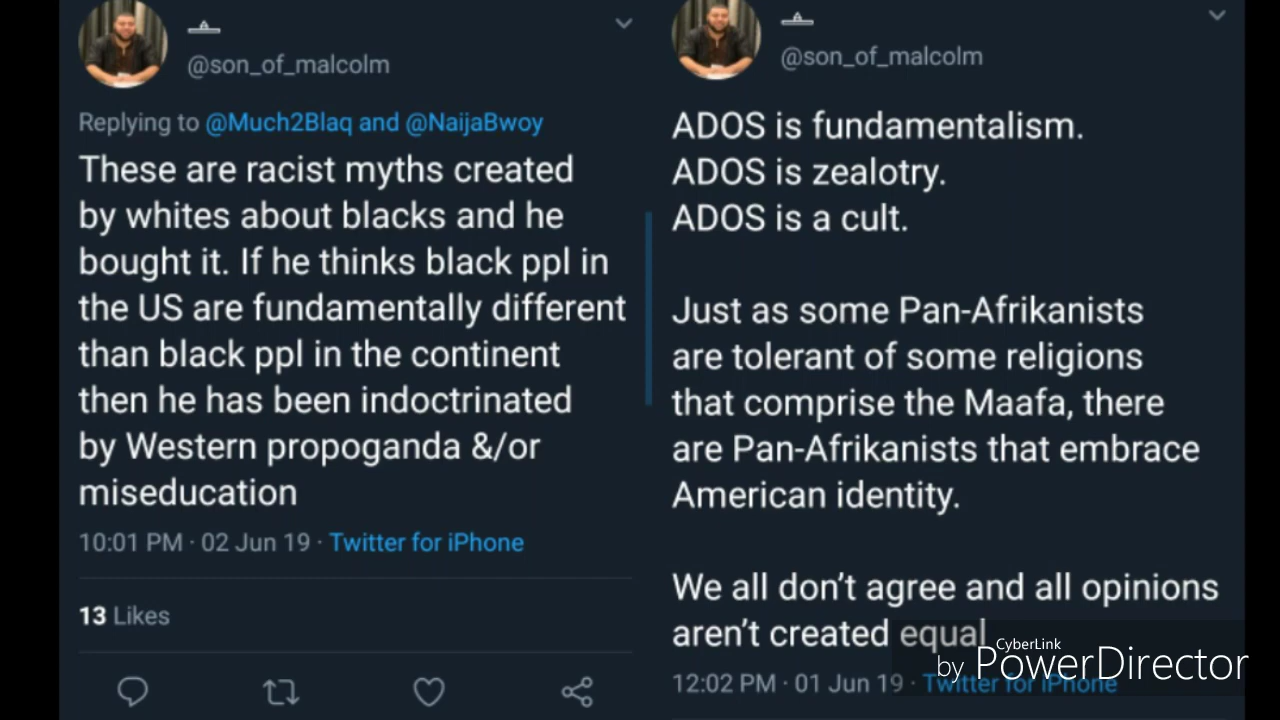 @son_of_malcolm
Replying to @Much2Blaq and @NaijaBwoy
These are racist myths created
by whites about blacks and he
bought it. If he thinks black ppl in
the US are fundamentally different
than black ppl in the continent
then he has been indoctrinated
by Western propoganda &/or
miseducation
10:01 PM · 02 Jun 19 · Twitter for iPhone
13 Likes
@son_of_malcolm
ADOS is fundamentalism.
ADOS is zealotry.
ADOS is a cult.
Just as some Pan-Afrikanists
are tolerant of some religions
that comprise the Maafa, there
are Pan-Afrikanists that embrace
American identity.
We all don't agree and all opinions
aren't created equal
12:02 PM · 01 Jun 19 · Twitter for iPhone
CyberLink
by PowerDirector